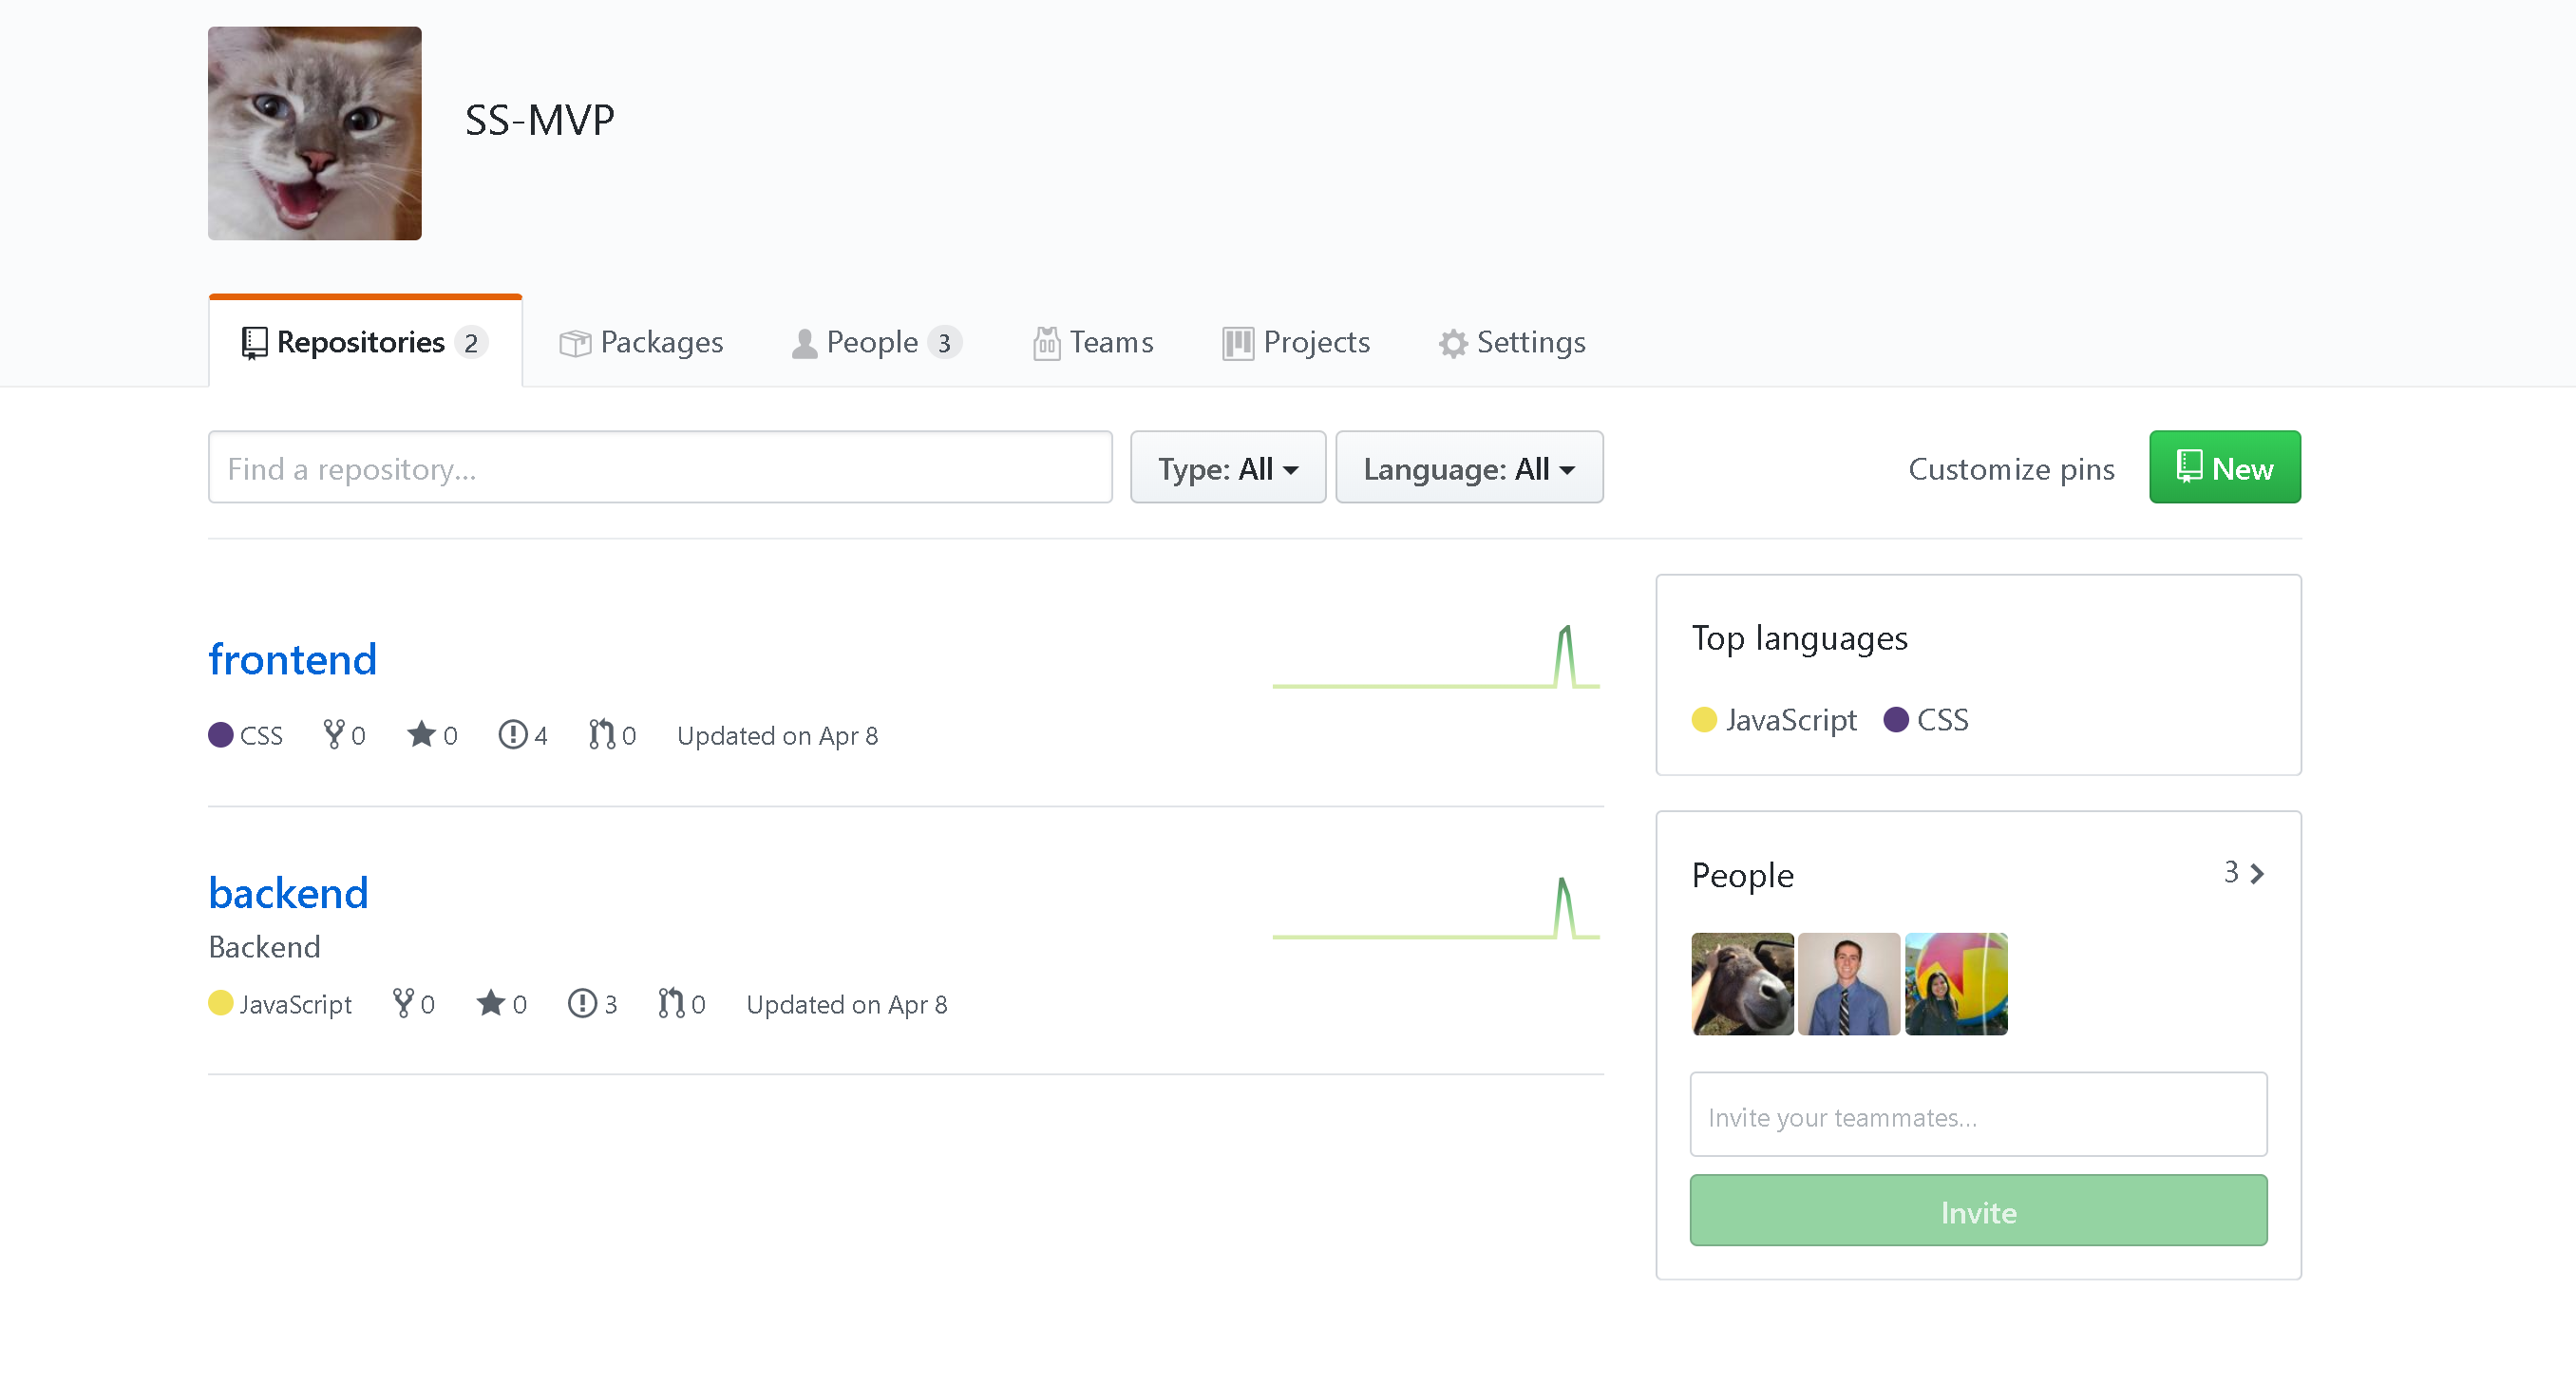 SS-MVP
Repositories 2 Packages People 3 Teams Projects Settings
Find a repository... Type: All Language: All Customize pins New
frontend
CSS 0 0 4 0 Updated on Apr 8
backend
Backend
JavaScript 0 0 3 0 Updated on Apr 8
Top languages
JavaScript CSS
People 3
Invite your teammates...
Invite